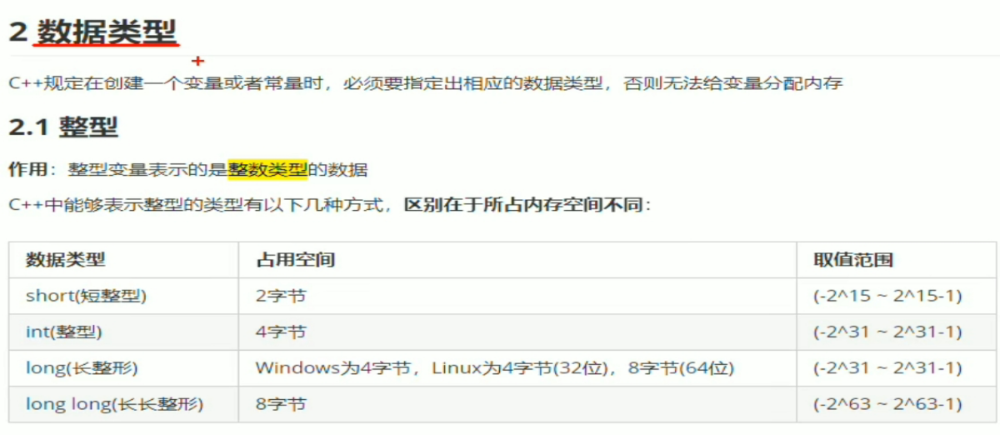 2 数据类型
C++规定在创建一个变量或者常量时，必须要指定出相应的数据类型，否则无法给变量分配内存
2.1 整型
作用：整型变量表示的是整数类型的数据
C++中能够表示整型的类型有以下几种方式，区别在于所占内存空间不同：
数据类型 占用空间 取值范围
short(短整型) 2字节 (-2^15 ~ 2^15-1)
int(整型) 4字节 (-2^31 ~ 2^31-1)
long(长整形) Windows为4字节，Linux为4字节(32位)，8字节(64位) (-2^31 ~ 2^31-1)
long long(长长整形) 8字节 (-2^63 ~ 2^63-1)